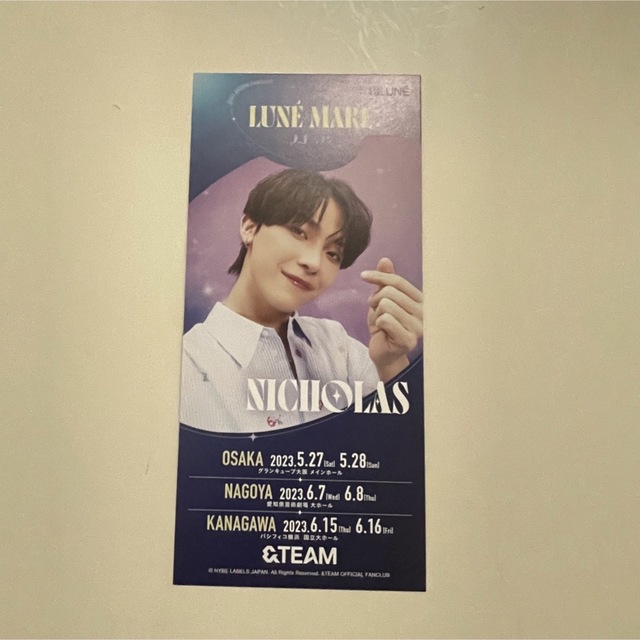 LUNÉ
LUNÉ MARE
NICHOLAS
OSAKA 2023.5.27[Sat] 5.28[Sun]
グランキューブ大阪 メインホール
NAGOYA 2023.6.7[Wed] 6.8[Thu]
愛知県芸術劇場 大ホール
KANAGAWA 2023.6.15[Thu] 6.16[Fri]
パシフィコ横浜 国立大ホール
&TEAM
© HYBE LABELS JAPAN. All Rights Reserved. &TEAM OFFICIAL FANCLUB